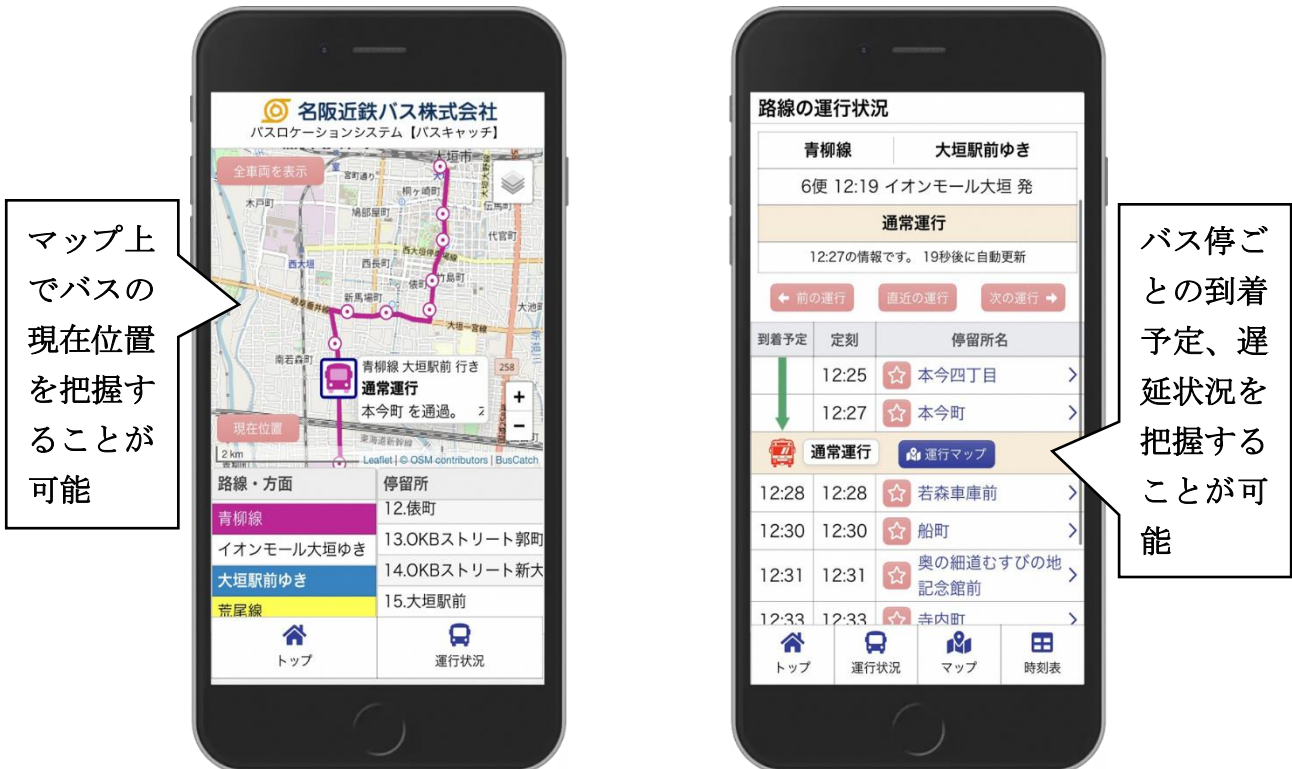 マップ上
でバスの
現在位置
を把握す
ることが
可能
名阪近鉄バス株式会社
バスロケーションシステム【バスキャッチ】
全車両を表示
大垣市
室
宮町通り
桐ヶ崎町
木戸町
鳩部屋町
伝馬町
代官町
西大垣
西長町
俵町
竹島町
新馬場町
岐阜垂井線
大池町
大垣一宮線
南若森町
258
青柳線 大垣駅前 行き
通常運行
本今町 を通過。
+
−
現在位置
東海道新幹線
2 km
Leaflet | © OSM contributors | BusCatch
路線・方面
停留所
青柳線
12.俵町
イオンモール大垣ゆき
13.OKBストリート郭町
大垣駅前ゆき
14.OKBストリート新大
荒尾線
15.大垣駅前
トップ
運行状況
路線の運行状況
青柳線 大垣駅前ゆき
6便 12:19 イオンモール大垣 発
通常運行
12:27の情報です。 19秒後に自動更新
← 前の運行 直近の運行 次の運行 →
到着予定 定刻 停留所名
12:25 本今四丁目
12:27 本今町
通常運行 運行マップ
12:28 12:28 若森車庫前
12:30 12:30 船町
12:31 12:31 奥の細道むすびの地
記念館前
12:33 12:33 寺内町
トップ 運行状況 マップ 時刻表
バス停ご
との到着
予定、遅
延状況を
把握する
ことが可
能